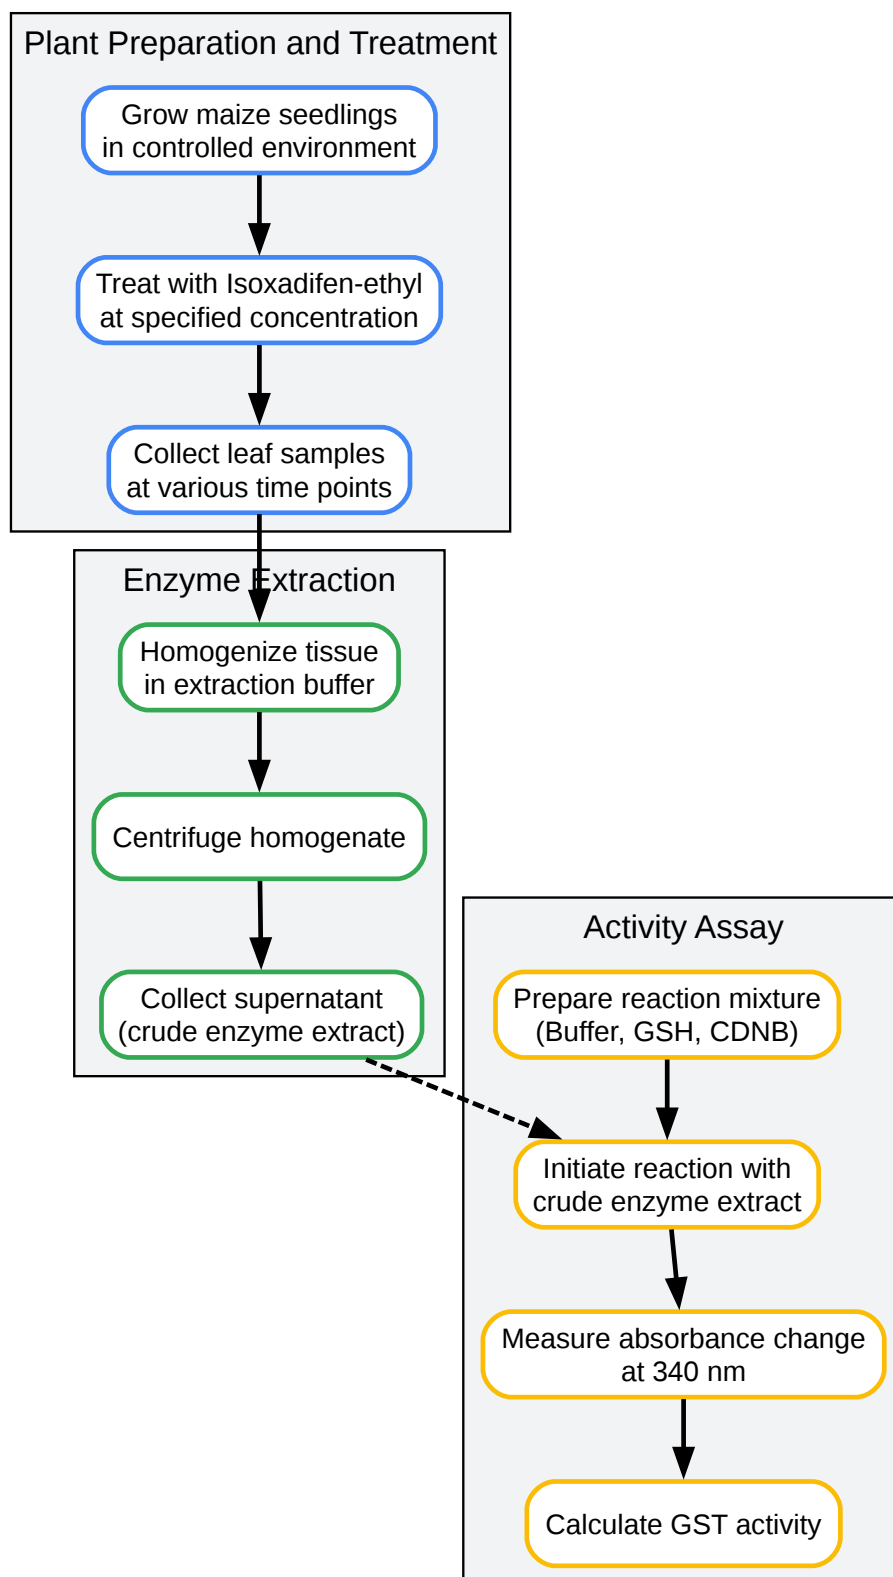 Plant Preparation and Treatment
Grow maize seedlings
in controlled environment
Treat with Isoxadifen-ethyl
at specified concentration
Collect leaf samples
at various time points
Enzyme Extraction
Homogenize tissue
in extraction buffer
Centrifuge homogenate
Collect supernatant
(crude enzyme extract)
Activity Assay
Prepare reaction mixture
(Buffer, GSH, CDNB)
Initiate reaction with
crude enzyme extract
Measure absorbance change
at 340 nm
Calculate GST activity